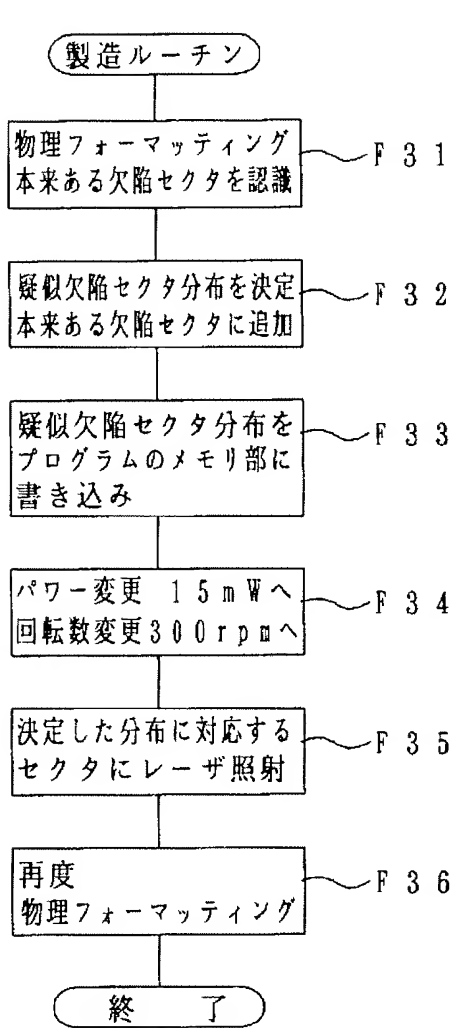 製造ルーチン
物理フォーマッティング
本来ある欠陥セクタを認識
F31
疑似欠陥セクタ分布を決定
本来ある欠陥セクタに追加
F32
疑似欠陥セクタ分布を
プログラムのメモリ部に
書き込み
F33
パワー変更 15mWへ
回転数変更300rpmへ
F34
決定した分布に対応する
セクタにレーザ照射
F35
再度
物理フォーマッティング
F36
終 了